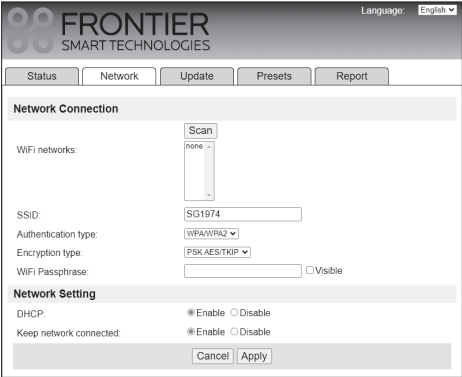 Language: English
FRONTIER
SMART TECHNOLOGIES
Status Network Update Presets Report
Network Connection
Scan
WiFi networks: none
SSID: SG1974
Authentication type: WPA/WPA2
Encryption type: PSK AES/TKIP
WiFi Passphrase: Visible
Network Setting
DHCP: Enable Disable
Keep network connected: Enable Disable
Cancel Apply